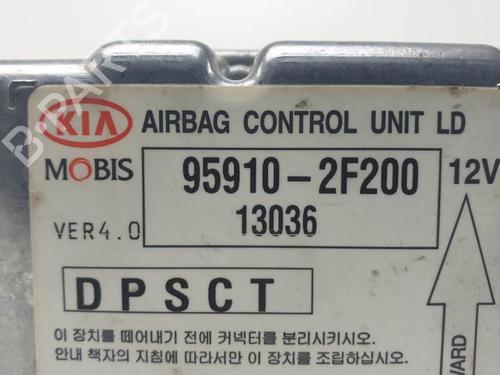 KIA AIRBAG CONTROL UNIT LD
MOBIS
95910-2F200
12V
13036
VER4.0
DPSCT
이 장치를 떼어내기 전에 커넥터를 분리시키시오.
안내 책자의 지침에 따라서만 이 장치를 조립하십시오.
B-PARTS